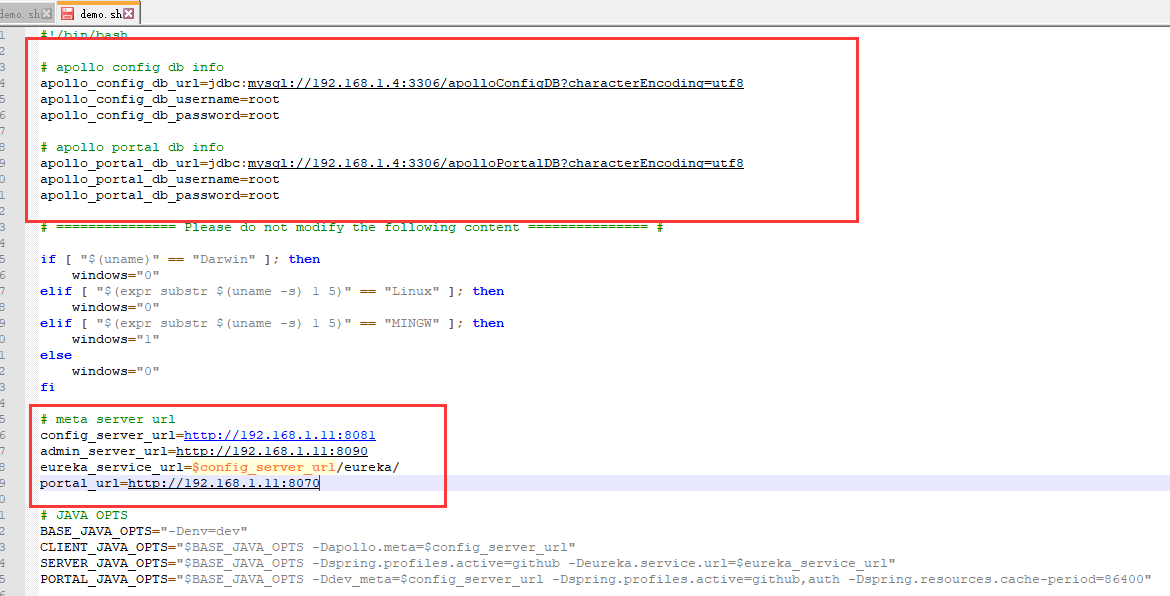 demo.sh
demo.sh
1 #!/bin/bash
2
3 # apollo config db info
4 apollo_config_db_url=jdbc:mysql://192.168.1.4:3306/apolloConfigDB?characterEncoding=utf8
5 apollo_config_db_username=root
6 apollo_config_db_password=root
7
8 # apollo portal db info
9 apollo_portal_db_url=jdbc:mysql://192.168.1.4:3306/apolloPortalDB?characterEncoding=utf8
0 apollo_portal_db_username=root
1 apollo_portal_db_password=root
2
3 # =============== Please do not modify the following content =============== #
4
5 if [ "$(uname)" == "Darwin" ]; then
6 windows="0"
7 elif [ "$(expr substr $(uname -s) 1 5)" == "Linux" ]; then
8 windows="0"
9 elif [ "$(expr substr $(uname -s) 1 5)" == "MINGW" ]; then
0 windows="1"
1 else
2 windows="0"
3 fi
4
5 # meta server url
6 config_server_url=http://192.168.1.11:8081
7 admin_server_url=http://192.168.1.11:8090
8 eureka_service_url=$config_server_url/eureka/
9 portal_url=http://192.168.1.11:8070
0
1 # JAVA OPTS
2 BASE_JAVA_OPTS="-Denv=dev"
3 CLIENT_JAVA_OPTS="$BASE_JAVA_OPTS -Dapollo.meta=$config_server_url"
4 SERVER_JAVA_OPTS="$BASE_JAVA_OPTS -Dspring.profiles.active=github -Deureka.service.url=$eureka_service_url"
5 PORTAL_JAVA_OPTS="$BASE_JAVA_OPTS -Ddev_meta=$config_server_url -Dspring.profiles.active=github,auth -Dspring.resources.cache-period=86400"